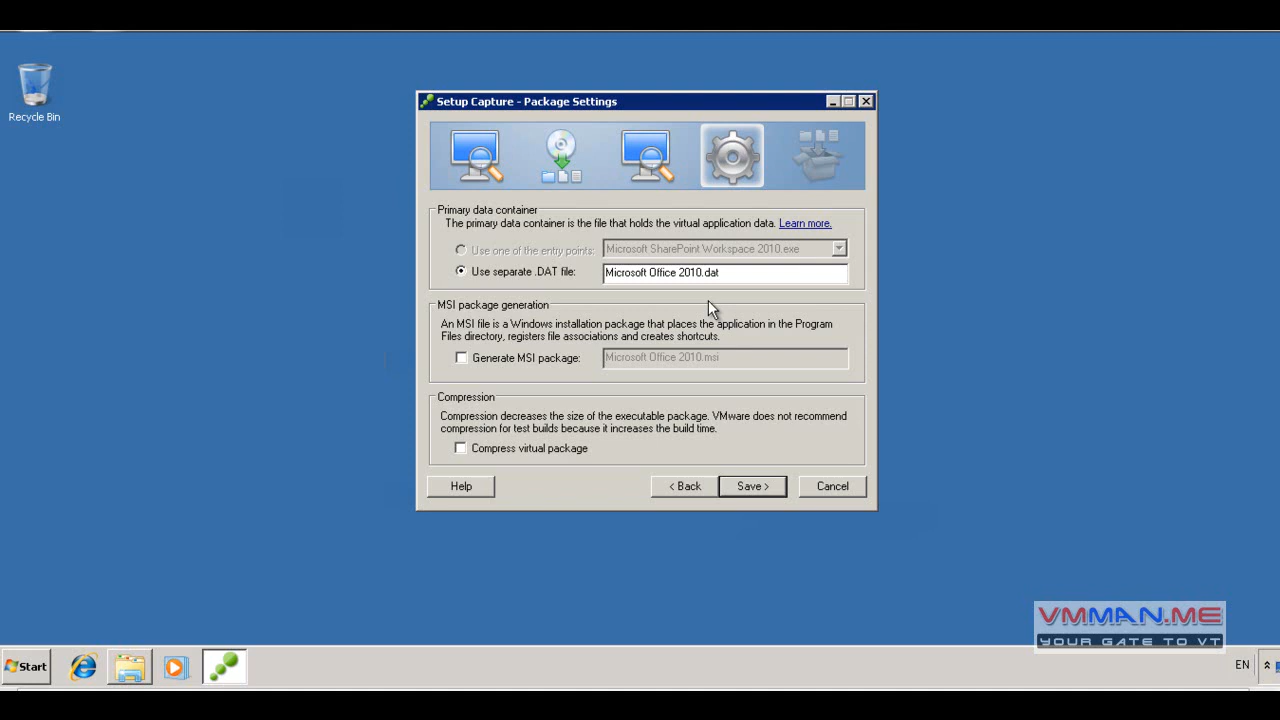 Recycle Bin
Setup Capture - Package Settings
Primary data container
The primary data container is the file that holds the virtual application data. Learn more.
Use one of the entry points: Microsoft SharePoint Workspace 2010.exe
Use separate .DAT file: Microsoft Office 2010.dat
MSI package generation
An MSI file is a Windows installation package that places the application in the Program
Files directory, registers file associations and creates shortcuts.
Generate MSI package: Microsoft Office 2010.msi
Compression
Compression decreases the size of the executable package. VMware does not recommend
compression for test builds because it increases the build time.
Compress virtual package
Help
< Back
Save >
Cancel
VMMAN.ME
YOUR GATE TO VT
Start
EN